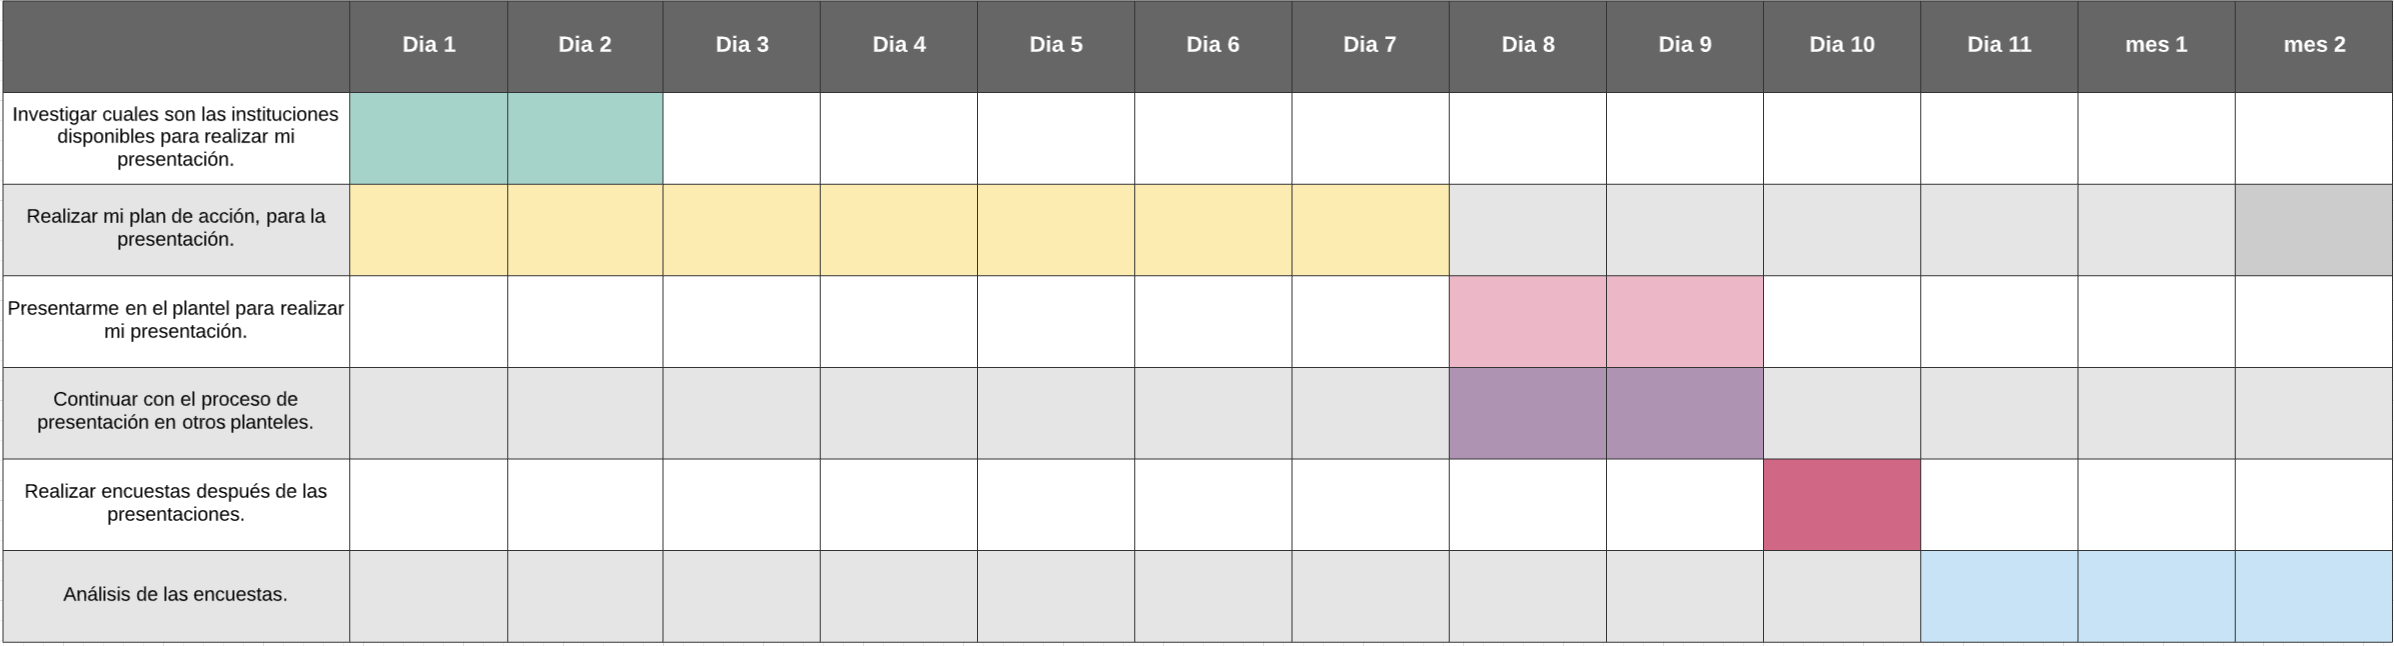 Dia 1
Dia 2
Dia 3
Dia 4
Dia 5
Dia 6
Dia 7
Dia 8
Dia 9
Dia 10
Dia 11
mes 1
mes 2
Investigar cuales son las instituciones
disponibles para realizar mi
presentación.
Realizar mi plan de acción, para la
presentación.
Presentarme en el plantel para realizar
mi presentación.
Continuar con el proceso de
presentación en otros planteles.
Realizar encuestas después de las
presentaciones.
Análisis de las encuestas.